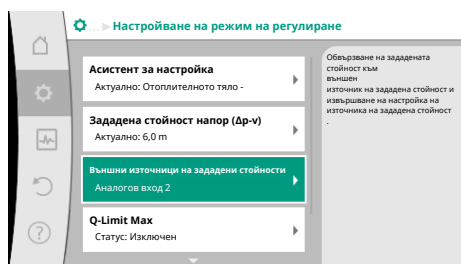 ... ▶ Настройване на режим на регулиране
Асистент за настройка
Актуално: Отоплителното тяло -
Зададена стойност напор (Δp-v)
Актуално: 6,0 m
Външни източници на зададени стойности
Аналогов вход 2
Q-Limit Max
Статус: Изключен
Обвързване на зададената
стойност към
външен
източник на зададена стойност и
извършване на настройка на
източника на зададена стойност
.